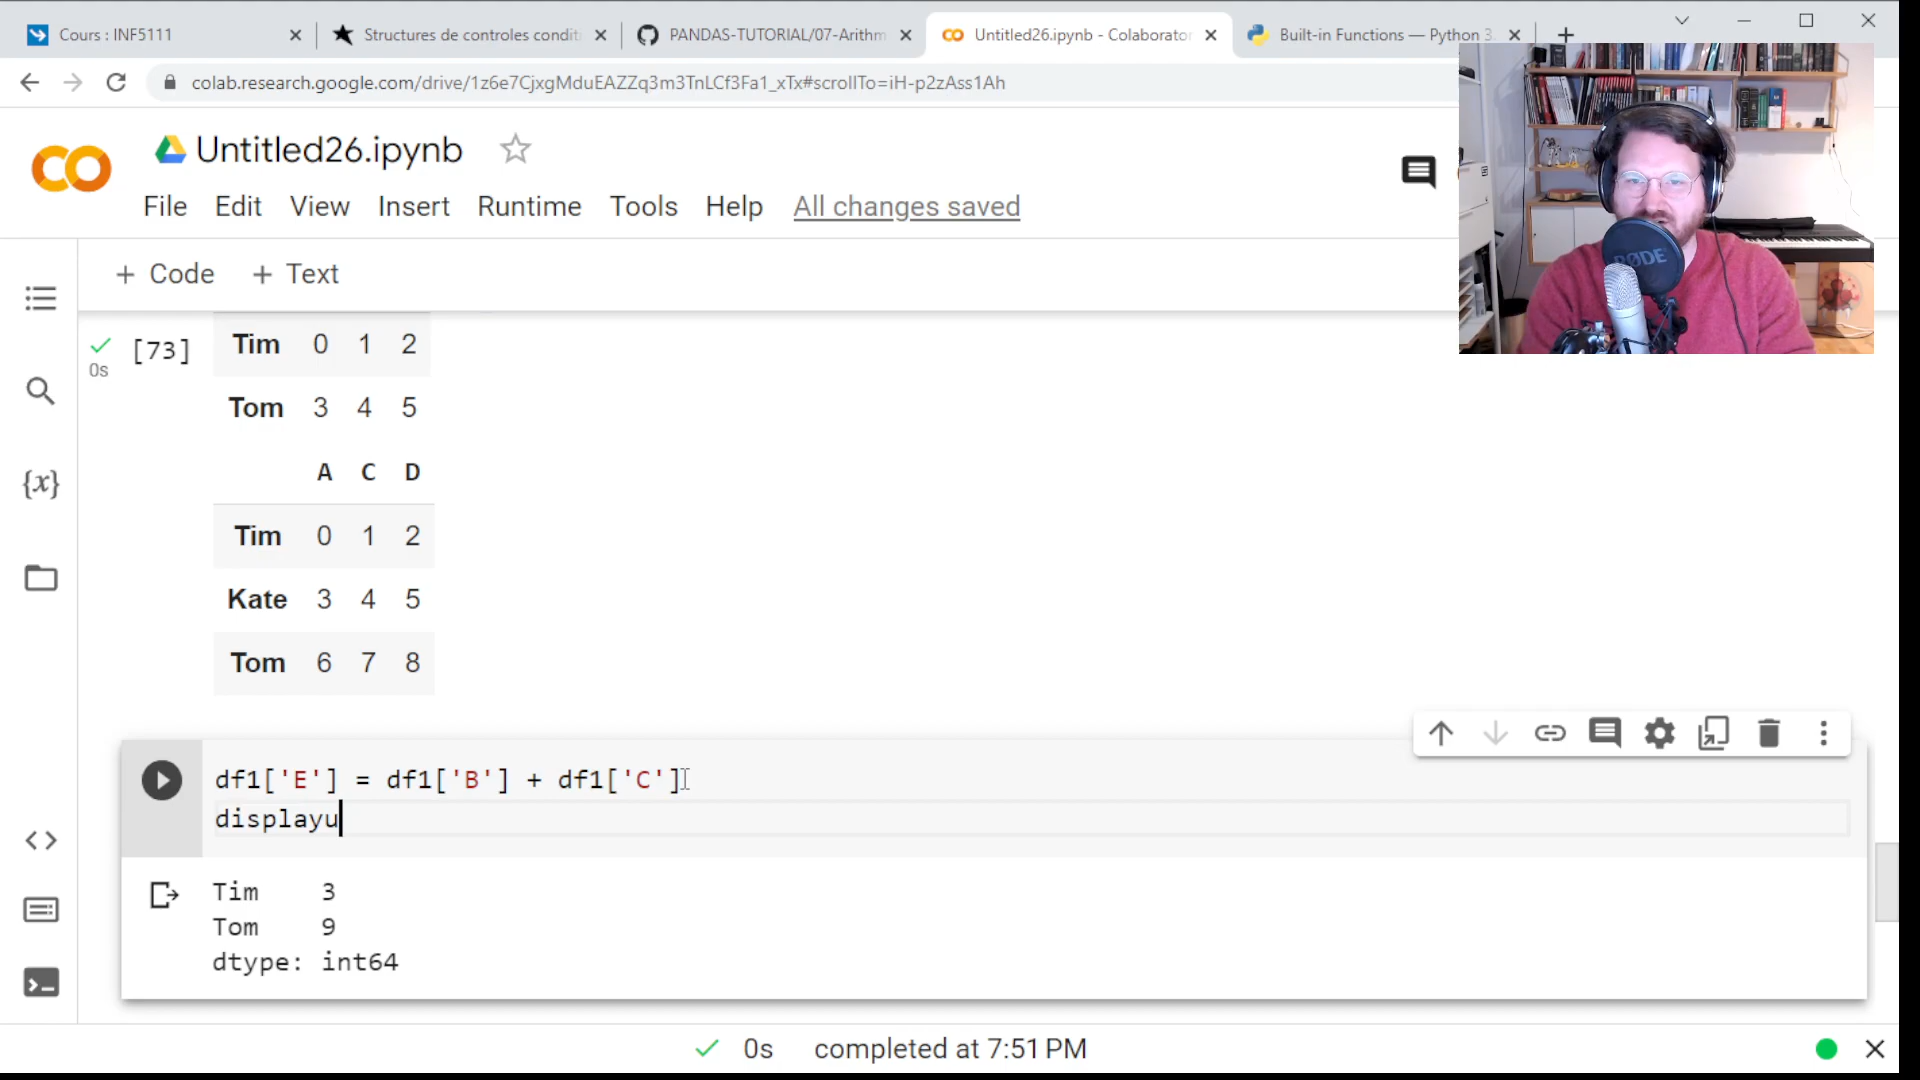 Cours : INF5111
Structures de controles condit
PANDAS-TUTORIAL/07-Arithm
Untitled26.ipynb - Colaborator
Built-in Functions — Python 3.
colab.research.google.com/drive/1z6e7CjxgMduEAZZq3m3TnLCf3Fa1_xTx#scrollTo=iH-p2zAss1Ah
Untitled26.ipynb
File Edit View Insert Runtime Tools Help All changes saved
+ Code + Text
RØDE
[73]
0s
Tim 0 1 2
Tom 3 4 5
A C D
Tim 0 1 2
Kate 3 4 5
Tom 6 7 8
df1['E'] = df1['B'] + df1['C']
displayu
Tim 3
Tom 9
dtype: int64
0s completed at 7:51 PM